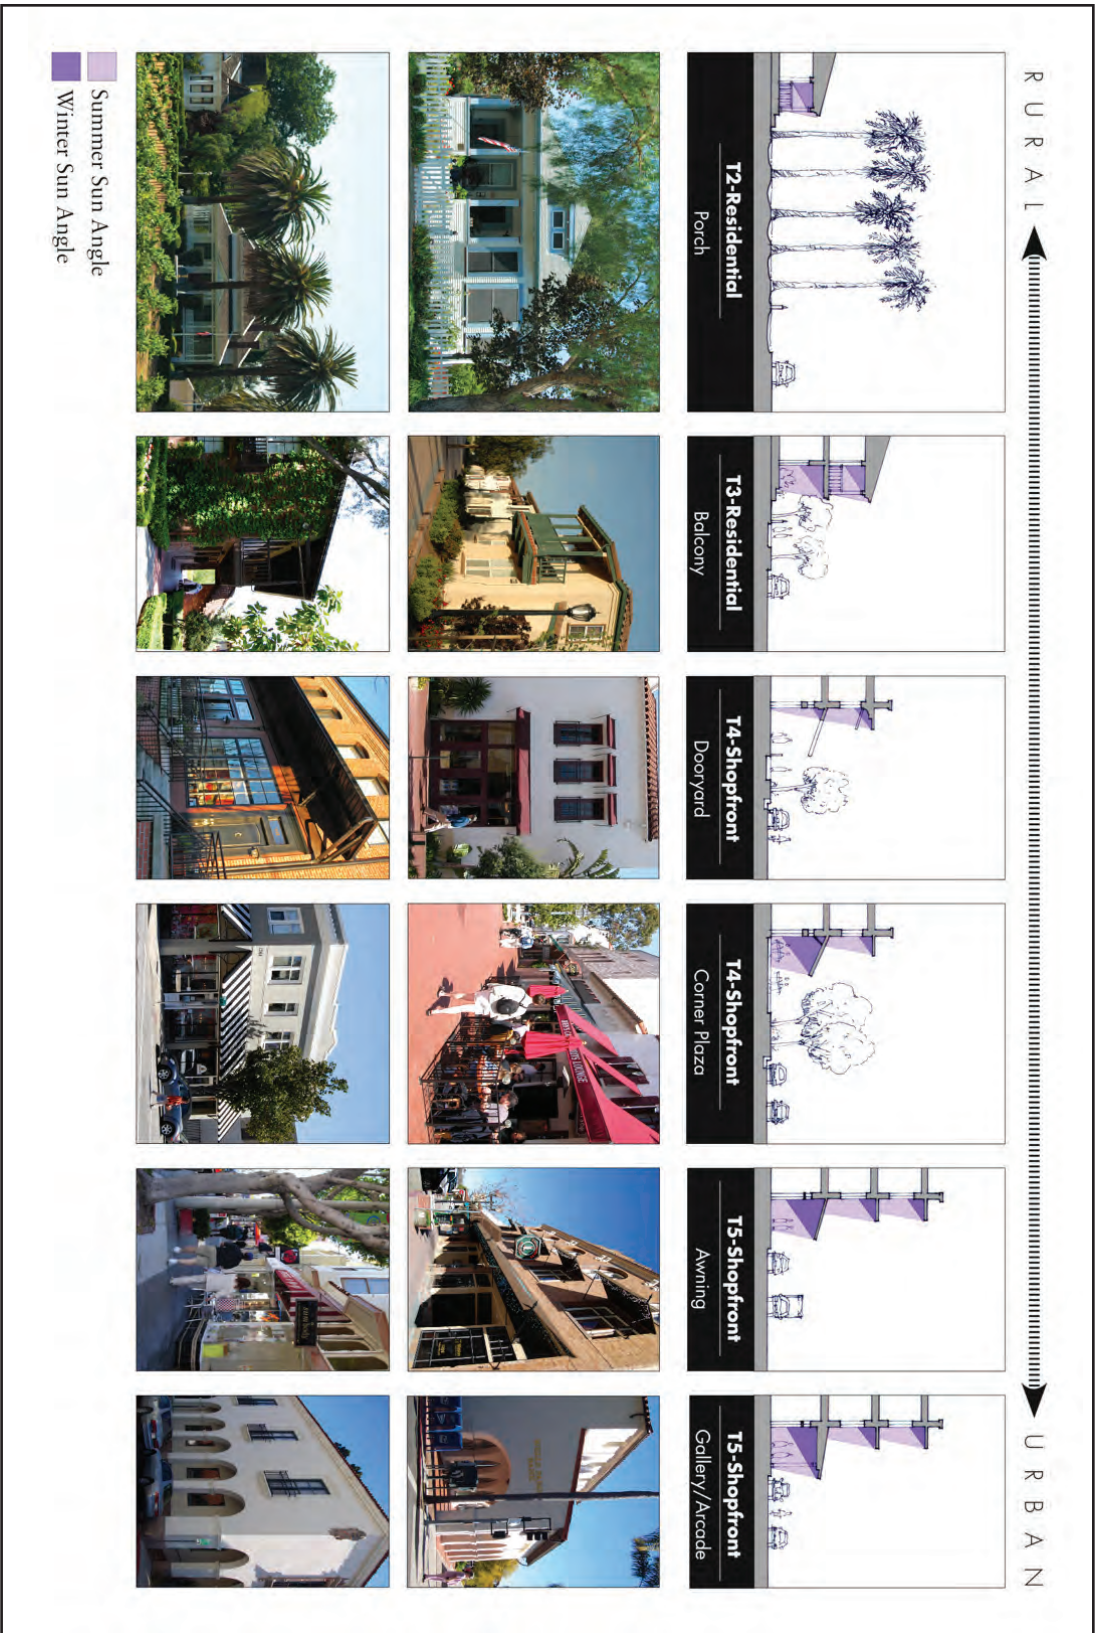 RURAL
URBAN
T2-Residential
Porch
T3-Residential
Balcony
T4-Shopfront
Dooryard
T4-Shopfront
Corner Plaza
T5-Shopfront
Awning
T5-Shopfront
Gallery/Arcade
LOUNGE
Summer Sun Angle
Winter Sun Angle